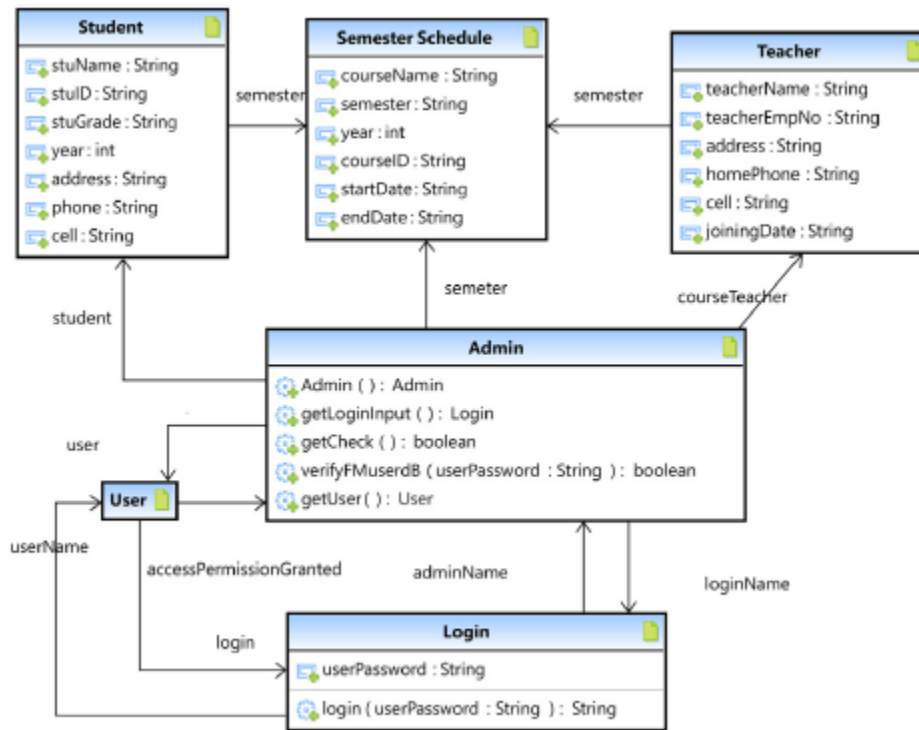 Student
stuName : String
stuID : String
stuGrade : String
year : int
address : String
phone : String
cell : String
semester
Semester Schedule
courseName : String
semester : String
year : int
courseID : String
startDate : String
endDate : String
semester
Teacher
teacherName : String
teacherEmpNo : String
address : String
homePhone : String
cell : String
joiningDate : String
student
semeter
courseTeacher
Admin
Admin ( ) : Admin
getLoginInput ( ) : Login
getCheck ( ) : boolean
verifyFMuserdB ( userPassword : String ) : boolean
getUser ( ) : User
user
User
userName
accessPermissionGranted
adminName
loginName
login
Login
userPassword : String
login ( userPassword : String ) : String